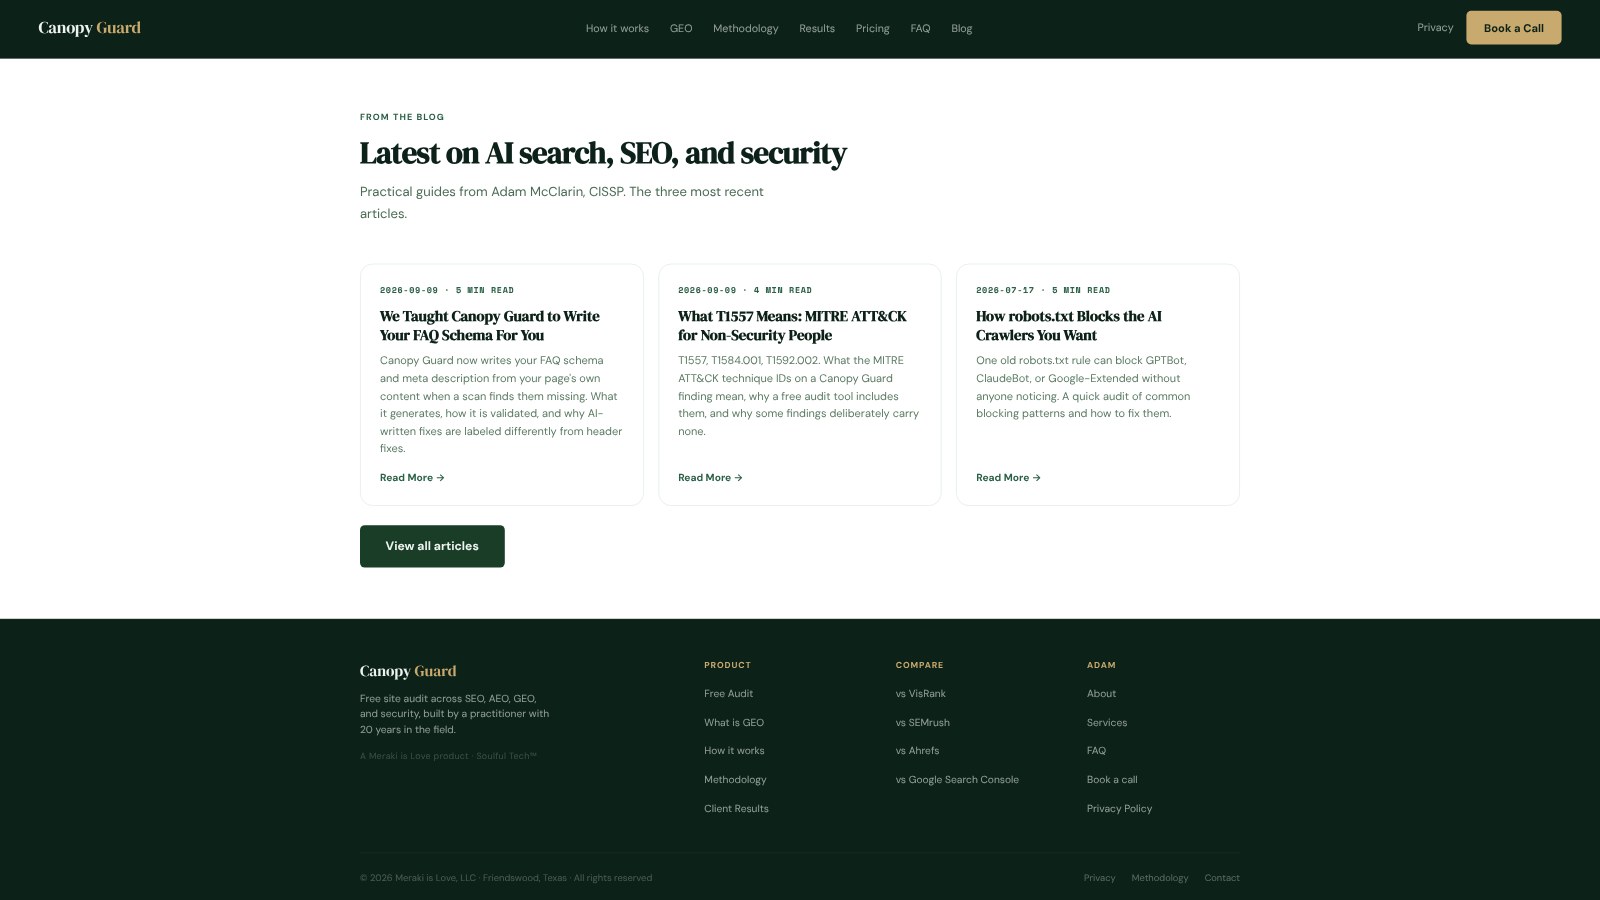 Canopy Guard
How it works GEO Methodology Results Pricing FAQ Blog
Privacy
Book a Call
FROM THE BLOG
Latest on AI search, SEO, and security
Practical guides from Adam McClarin, CISSP. The three most recent
articles.
2026-09-09 · 5 MIN READ
We Taught Canopy Guard to Write
Your FAQ Schema For You
Canopy Guard now writes your FAQ schema
and meta description from your page's own
content when a scan finds them missing. What
it generates, how it is validated, and why AI-
written fixes are labeled differently from header
fixes.
Read More →
2026-09-09 · 4 MIN READ
What T1557 Means: MITRE ATT&CK
for Non-Security People
T1557, T1584.001, T1592.002. What the MITRE
ATT&CK technique IDs on a Canopy Guard
finding mean, why a free audit tool includes
them, and why some findings deliberately carry
none.
Read More →
2026-07-17 · 5 MIN READ
How robots.txt Blocks the AI
Crawlers You Want
One old robots.txt rule can block GPTBot,
ClaudeBot, or Google-Extended without
anyone noticing. A quick audit of common
blocking patterns and how to fix them.
Read More →
View all articles
Canopy Guard
Free site audit across SEO, AEO, GEO,
and security, built by a practitioner with
20 years in the field.
A Meraki is Love product · Soulful Tech℠
PRODUCT
Free Audit
What is GEO
How it works
Methodology
Client Results
COMPARE
vs VisRank
vs SEMrush
vs Ahrefs
vs Google Search Console
ADAM
About
Services
FAQ
Book a call
Privacy Policy
© 2026 Meraki is Love, LLC · Friendswood, Texas · All rights reserved
Privacy Methodology Contact